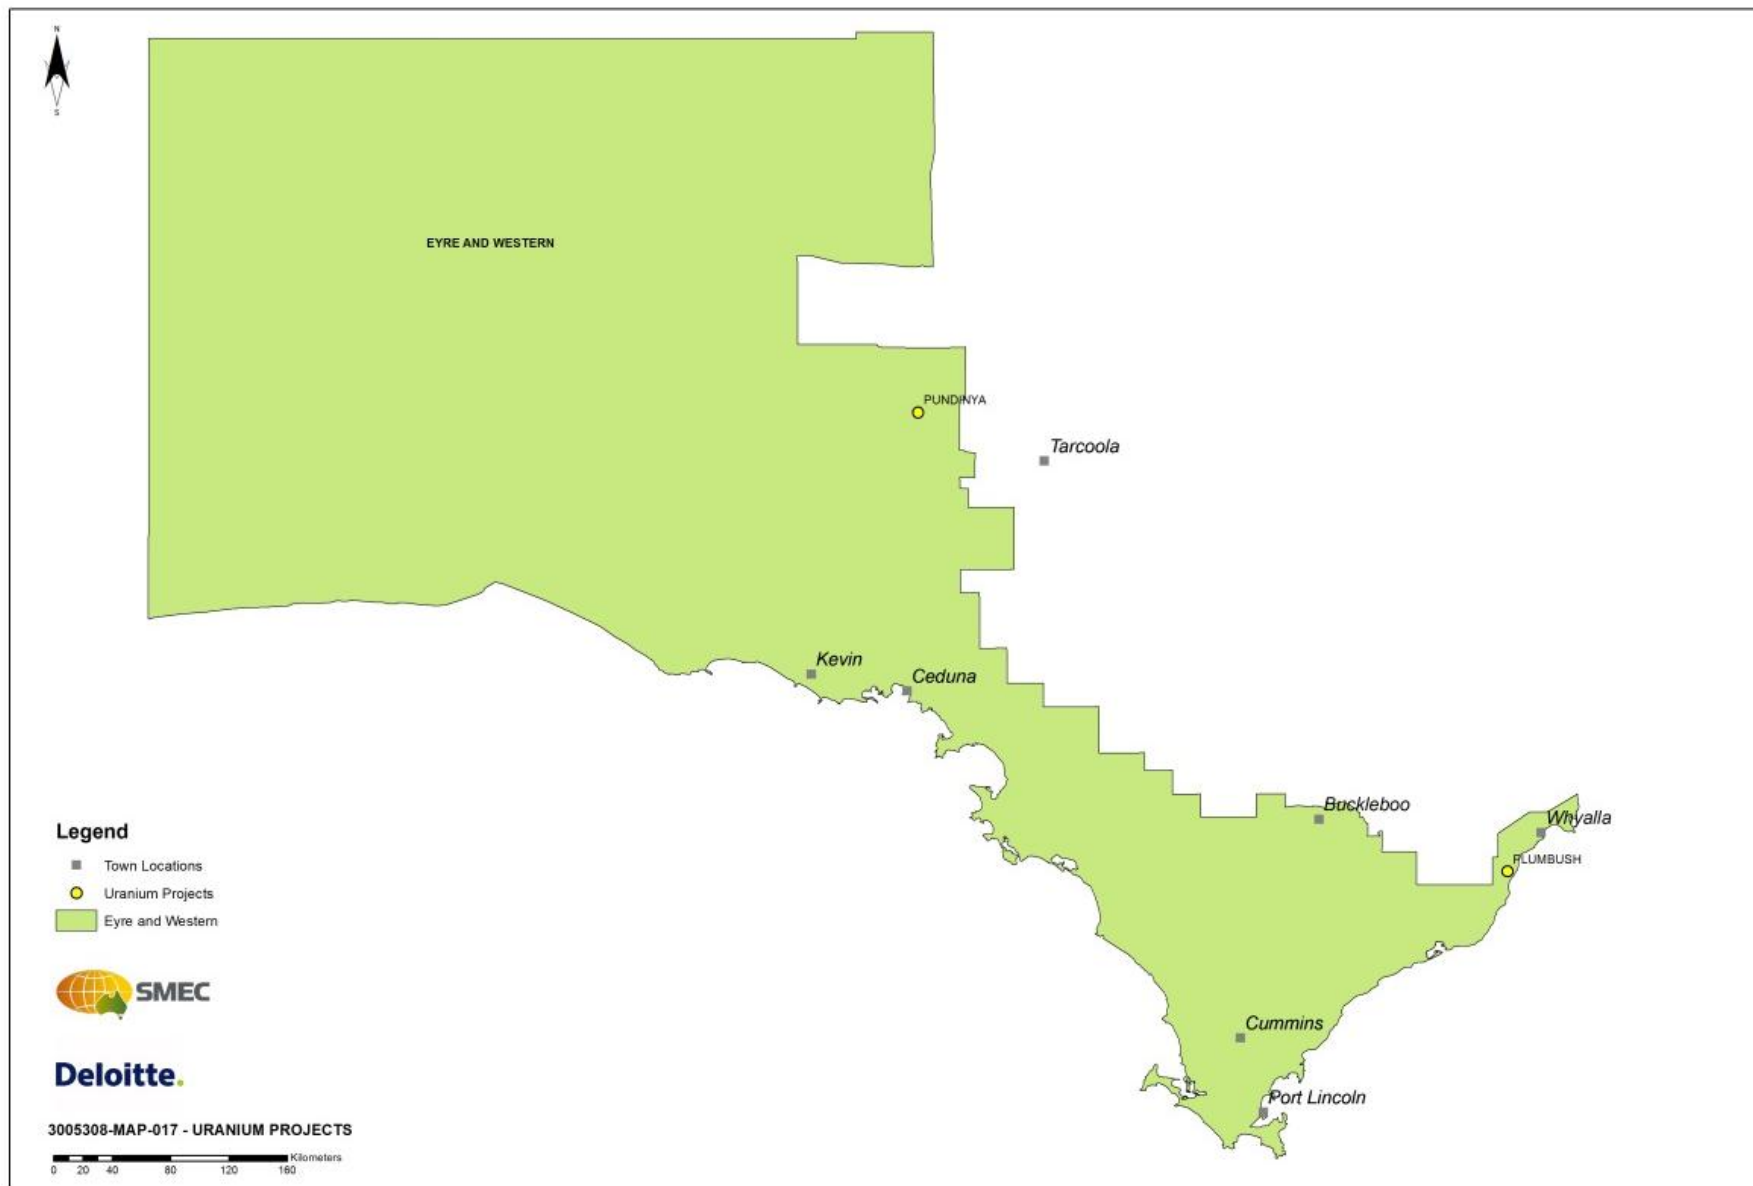 N
S
EYRE AND WESTERN
PUNDINYA
Tarcoola
Kevin
Ceduna
Buckleboo
Whyalla
PLUMBUSH
Cummins
Port Lincoln
Legend
Town Locations
Uranium Projects
Eyre and Western
SMEC
Deloitte.
3005308-MAP-017 - URANIUM PROJECTS
Kilometers
0 20 40 80 120 160